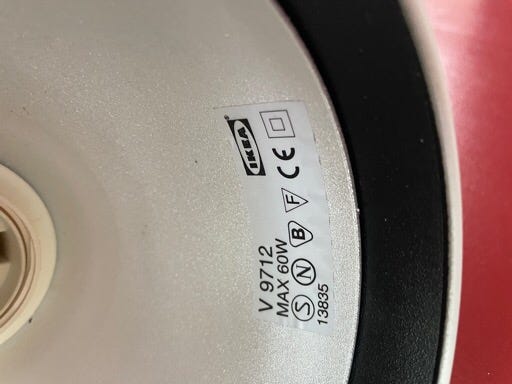 IKEA®
CE
V 9712
MAX 60W
S N B F
13835